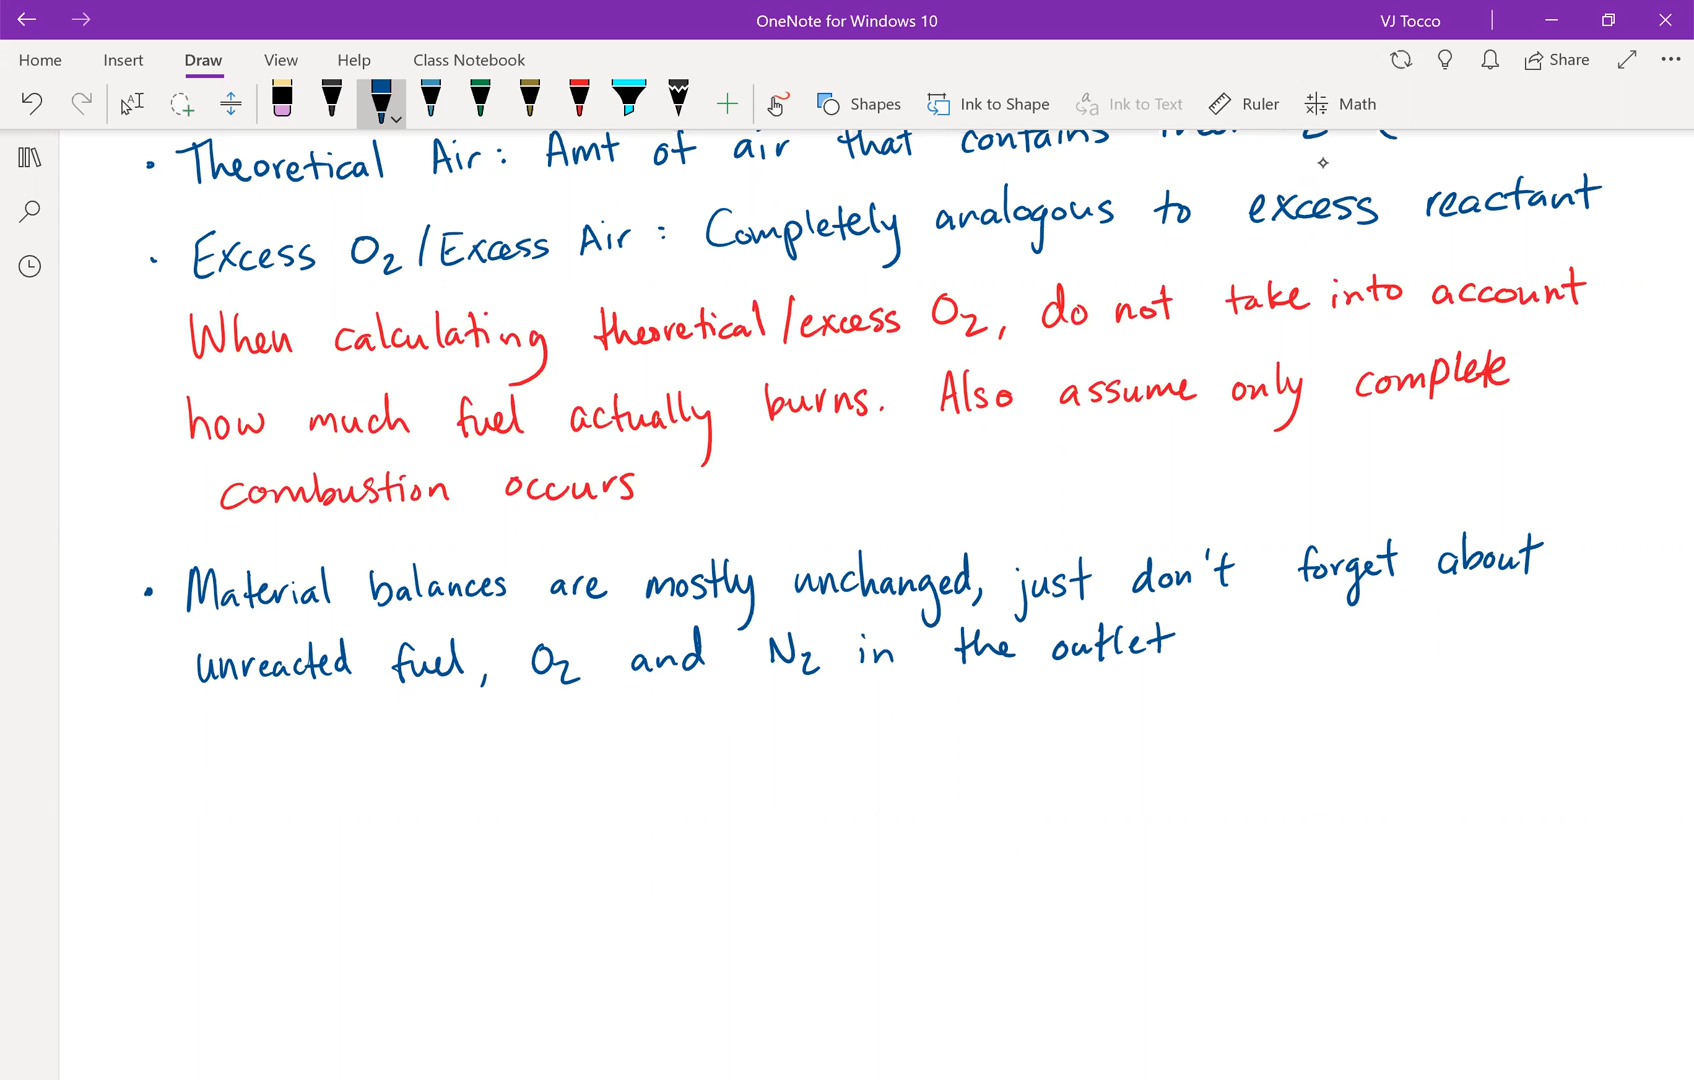 OneNote for Windows 10
VJ Tocco
Home Insert Draw View Help Class Notebook
Share
Shapes Ink to Shape Ink to Text Ruler Math
• Theoretical Air: Amt of air that contains
• Excess O₂/Excess Air: Completely analogous to excess reactant
When calculating theoretical/excess O₂, do not take into account
how much fuel actually burns. Also assume only complete
combustion occurs
• Material balances are mostly unchanged, just don't forget about
unreacted fuel, O₂ and N₂ in the outlet